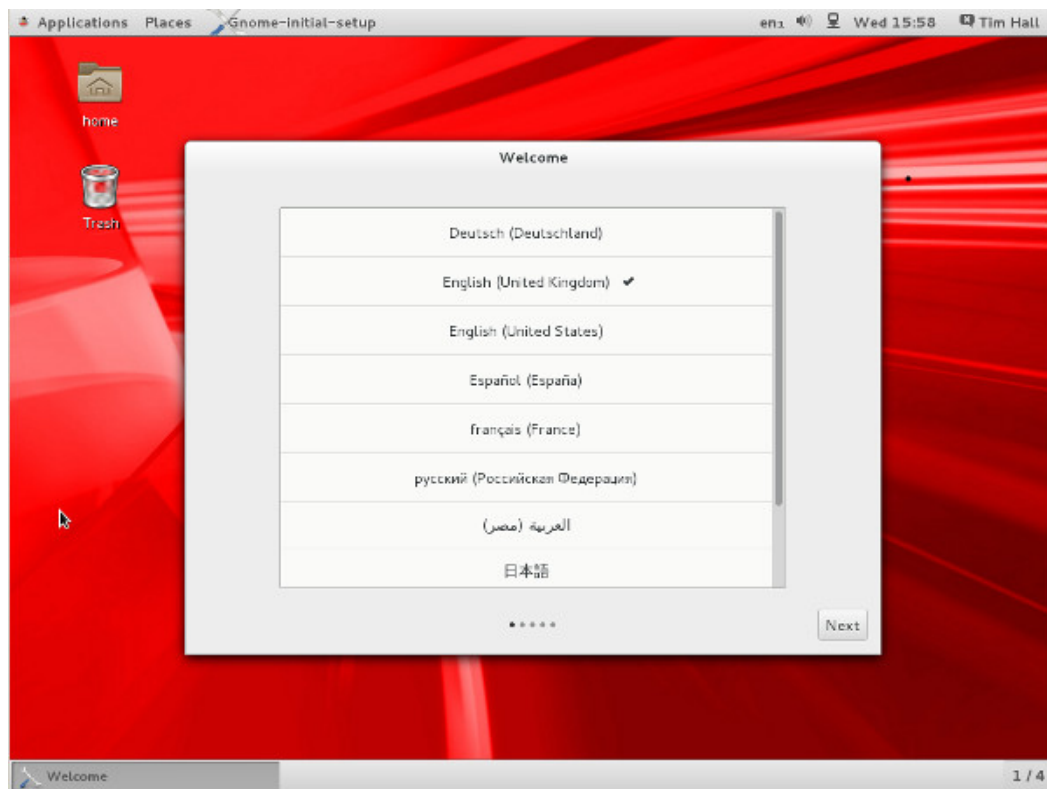 Applications Places Gnome-initial-setup en₁ Wed 15:58 Tim Hall
home
Trash
Welcome
Deutsch (Deutschland)
English (United Kingdom) ✔
English (United States)
Español (España)
français (France)
русский (Российская Федерация)
العربية (مصر)
日本語
Next
Welcome 1 / 4